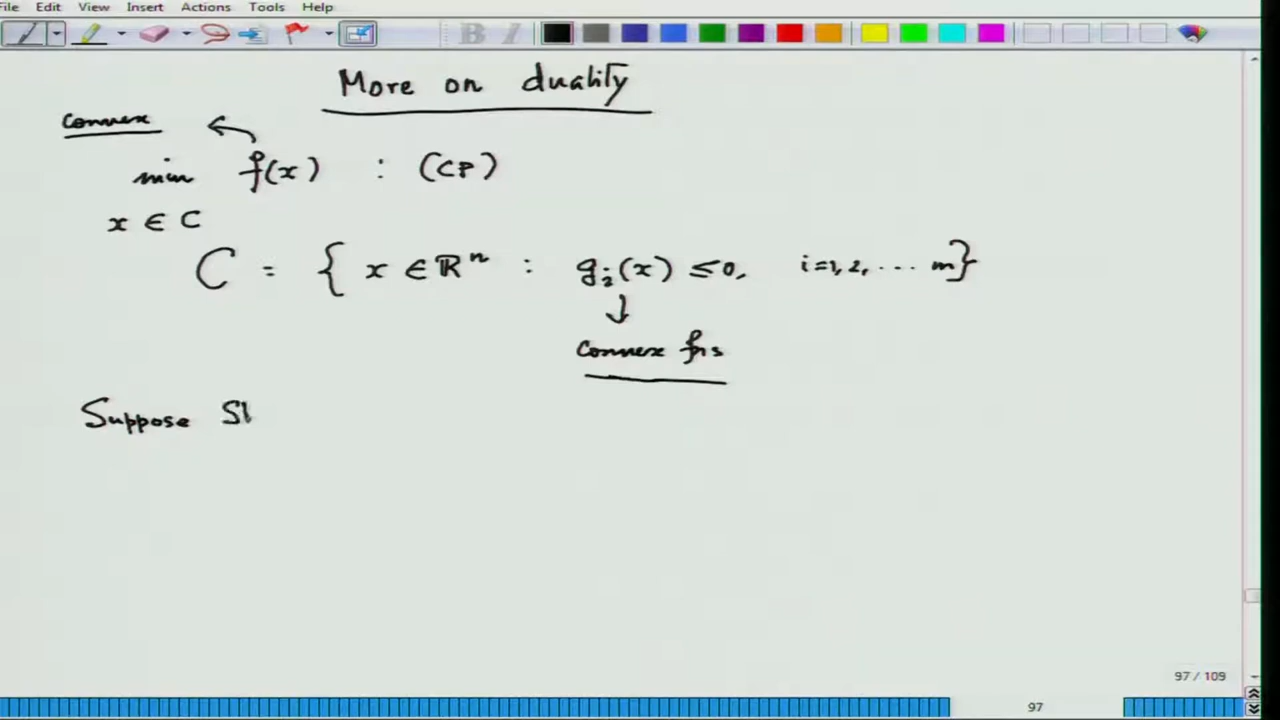 File Edit View Insert Actions Tools Help
More on duality
Convex
min f(x) : (CP)
x ∈ C
C = { x ∈ ℝⁿ : gᵢ(x) ≤ 0, i=1,2, ... m}
↓
Convex fns
Suppose Sl
97 / 109
97